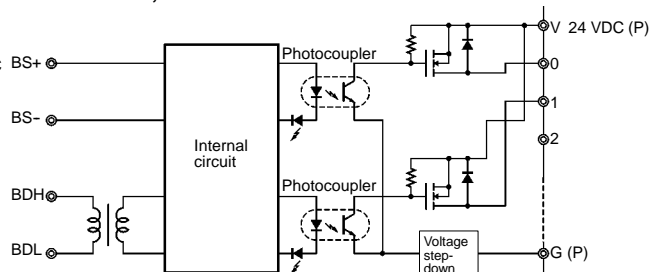 V 24 VDC (P)
Photocoupler
BS+
0
1
BS-
Internal
circuit
2
Photocoupler
BDH
Voltage
step-
down
BDL
G (P)